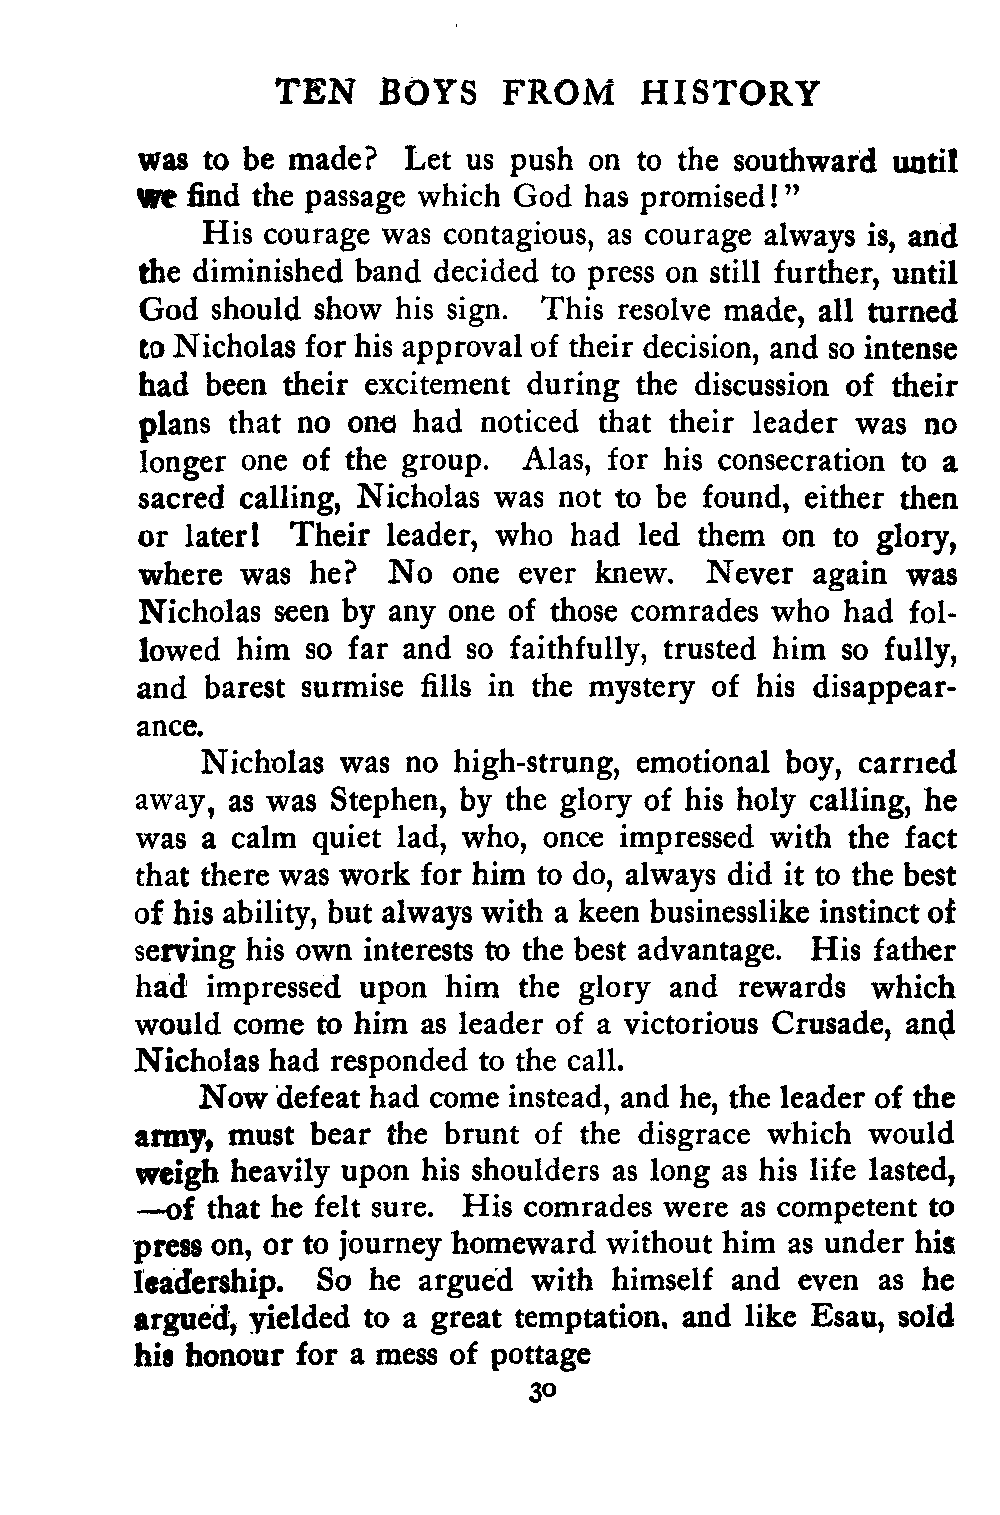 TEN BOYS FROM HISTORY
was to be made? Let us push on to the southward until
we find the passage which God has promised!”
His courage was contagious, as courage always is, and
the diminished band decided to press on still further, until
God should show his sign. This resolve made, all turned
to Nicholas for his approval of their decision, and so intense
had been their excitement during the discussion of their
plans that no one had noticed that their leader was no
longer one of the group. Alas, for his consecration to a
sacred calling, Nicholas was not to be found, either then
or later! Their leader, who had led them on to glory,
where was he? No one ever knew. Never again was
Nicholas seen by any one of those comrades who had fol-
lowed him so far and so faithfully, trusted him so fully,
and barest surmise fills in the mystery of his disappear-
ance.
Nicholas was no high-strung, emotional boy, carried
away, as was Stephen, by the glory of his holy calling, he
was a calm quiet lad, who, once impressed with the fact
that there was work for him to do, always did it to the best
of his ability, but always with a keen businesslike instinct of
serving his own interests to the best advantage. His father
had impressed upon him the glory and rewards which
would come to him as leader of a victorious Crusade, and
Nicholas had responded to the call.
Now defeat had come instead, and he, the leader of the
army, must bear the brunt of the disgrace which would
weigh heavily upon his shoulders as long as his life lasted,
—of that he felt sure. His comrades were as competent to
press on, or to journey homeward without him as under his
leadership. So he argued with himself and even as he
argued, yielded to a great temptation, and like Esau, sold
his honour for a mess of pottage
30